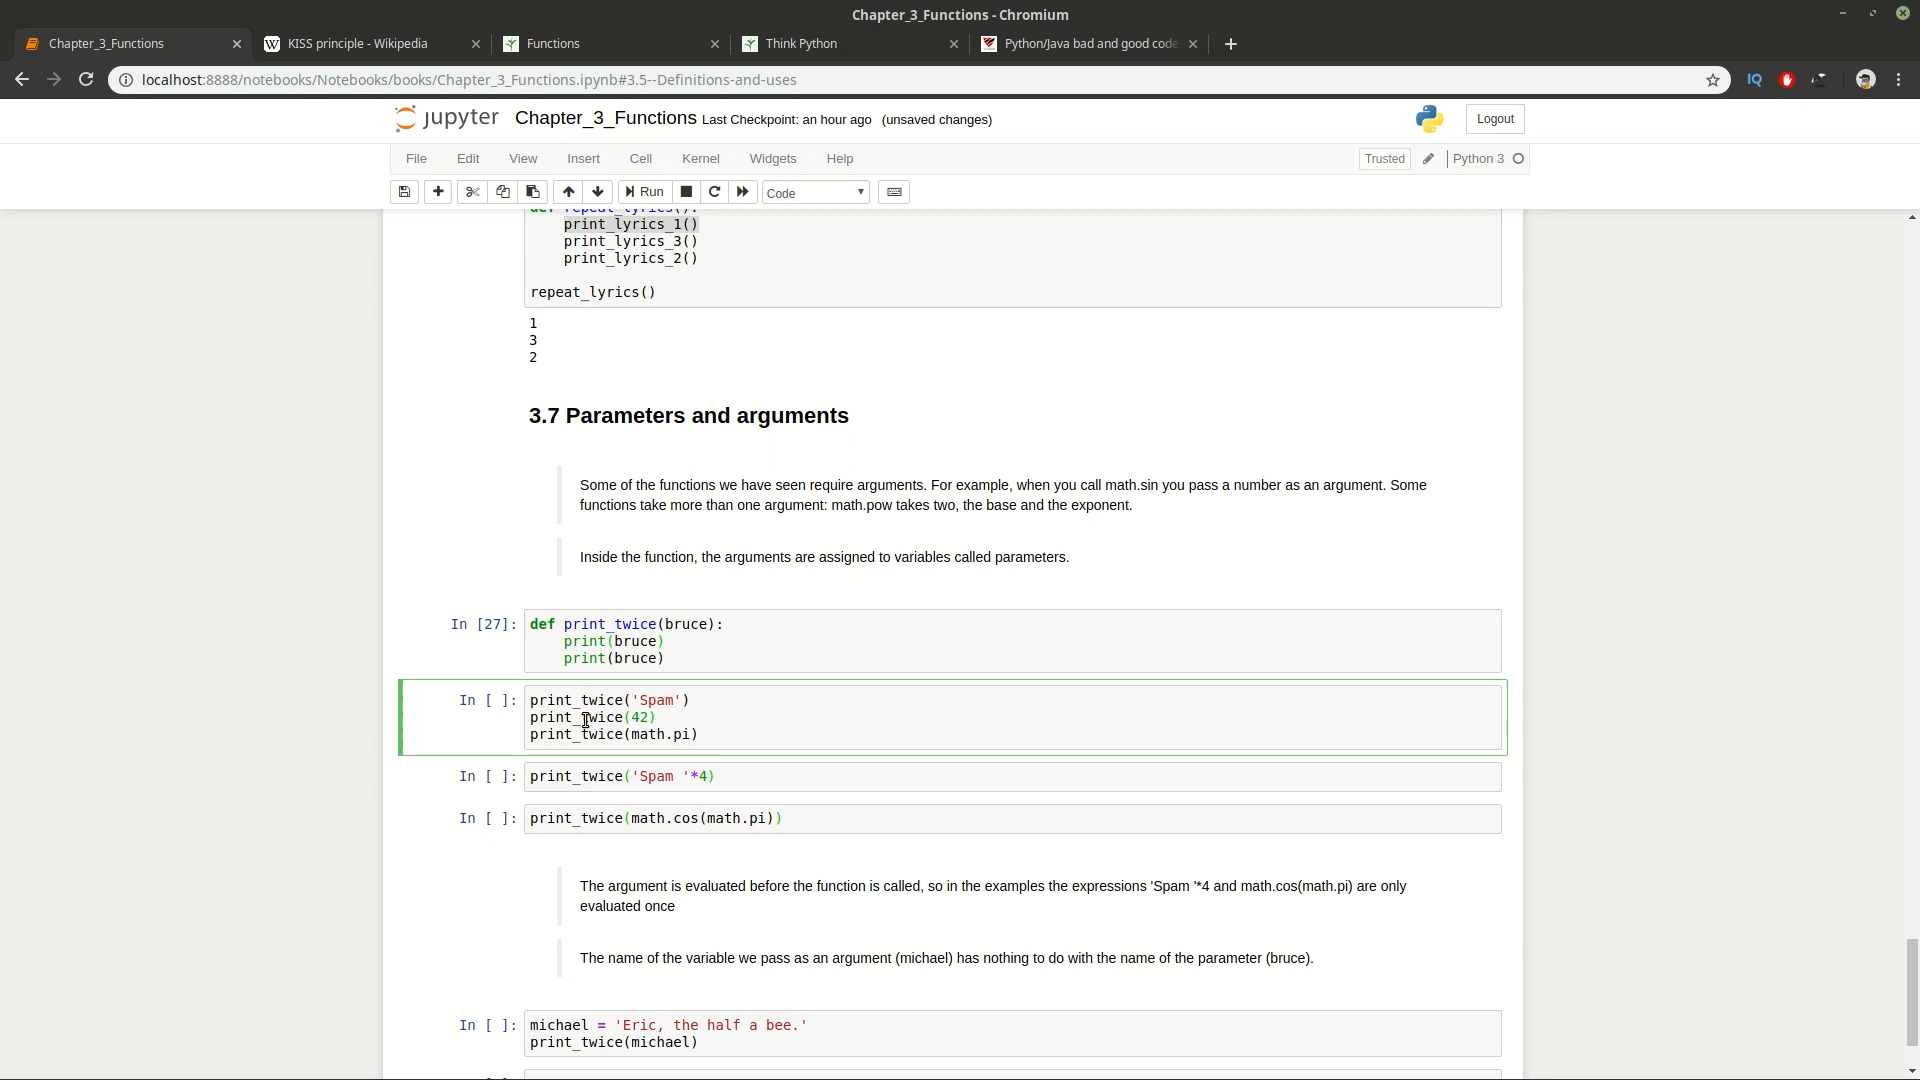 Chapter_3_Functions - Chromium
Chapter_3_Functions
KISS principle - Wikipedia
Functions
Think Python
Python/Java bad and good code
localhost:8888/notebooks/Notebooks/books/Chapter_3_Functions.ipynb#3.5--Definitions-and-uses
IQ
jupyter Chapter_3_Functions Last Checkpoint: an hour ago (unsaved changes)
Logout
File Edit View Insert Cell Kernel Widgets Help
Trusted Python 3
Run Code
def repeat_lyrics():
print_lyrics_1()
print_lyrics_3()
print_lyrics_2()
repeat_lyrics()
1
3
2
3.7 Parameters and arguments
Some of the functions we have seen require arguments. For example, when you call math.sin you pass a number as an argument. Some
functions take more than one argument: math.pow takes two, the base and the exponent.
Inside the function, the arguments are assigned to variables called parameters.
In [27]: def print_twice(bruce):
print(bruce)
print(bruce)
In [ ]: print_twice('Spam')
print_twice(42)
print_twice(math.pi)
In [ ]: print_twice('Spam '*4)
In [ ]: print_twice(math.cos(math.pi))
The argument is evaluated before the function is called, so in the examples the expressions 'Spam '*4 and math.cos(math.pi) are only
evaluated once
The name of the variable we pass as an argument (michael) has nothing to do with the name of the parameter (bruce).
In [ ]: michael = 'Eric, the half a bee.'
print_twice(michael)